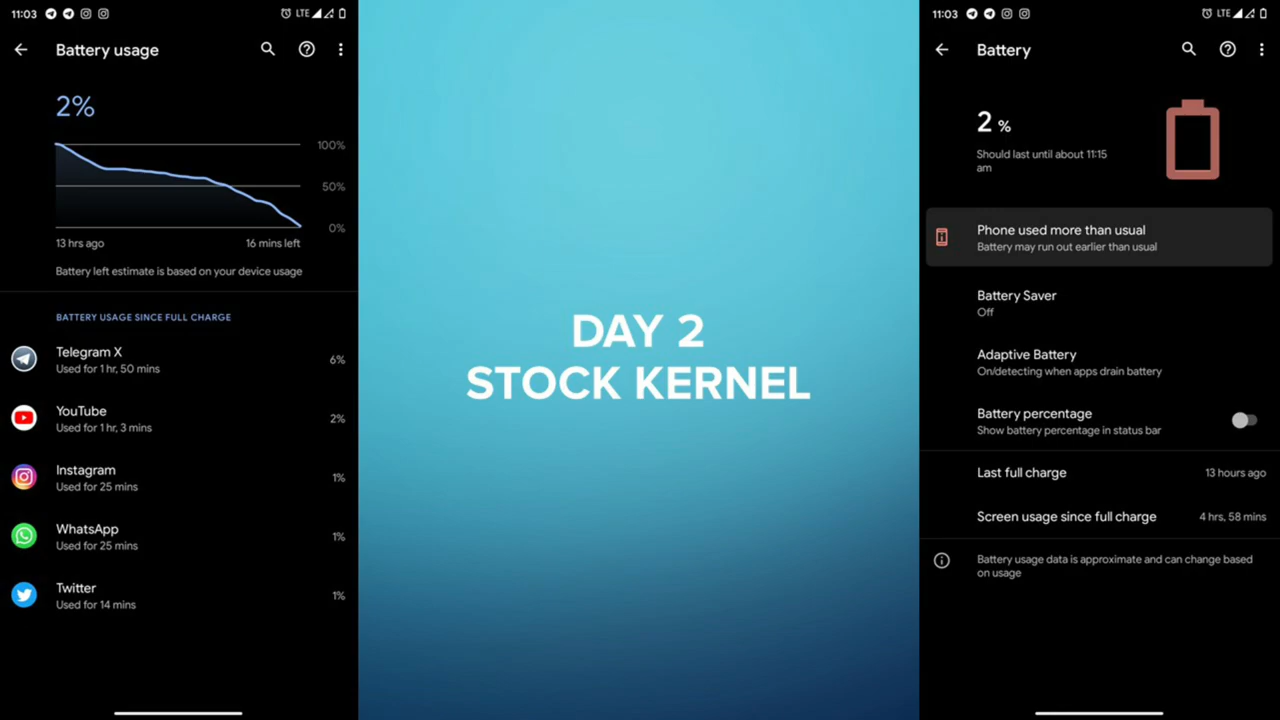 11:03
LTE
Battery usage
2%
100%
50%
0%
13 hrs ago
16 mins left
Battery left estimate is based on your device usage
BATTERY USAGE SINCE FULL CHARGE
Telegram X
Used for 1 hr, 50 mins
6%
YouTube
Used for 1 hr, 3 mins
2%
Instagram
Used for 25 mins
1%
WhatsApp
Used for 25 mins
1%
Twitter
Used for 14 mins
1%
DAY 2
STOCK KERNEL
11:03
LTE
Battery
2 %
Should last until about 11:15
am
Phone used more than usual
Battery may run out earlier than usual
Battery Saver
Off
Adaptive Battery
On/detecting when apps drain battery
Battery percentage
Show battery percentage in status bar
Last full charge
13 hours ago
Screen usage since full charge
4 hrs, 58 mins
Battery usage data is approximate and can change based
on usage